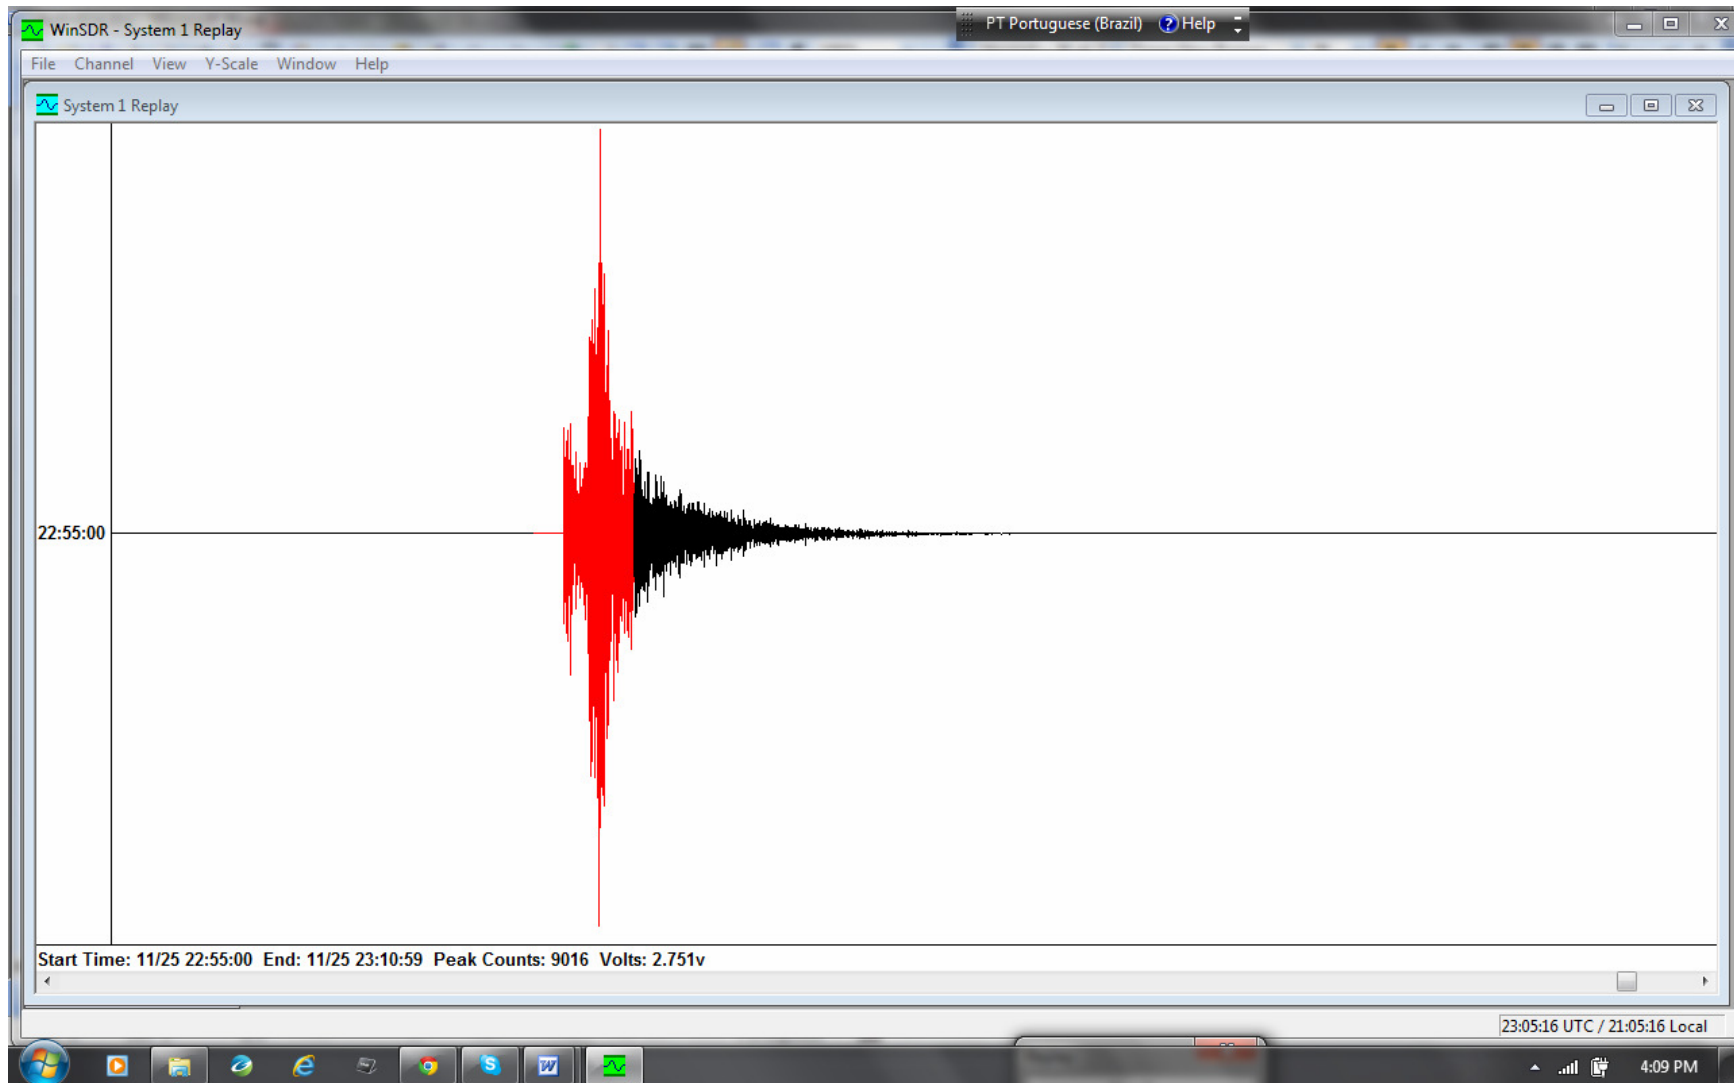 WinSDR - System 1 Replay
PT Portuguese (Brazil) Help
File Channel View Y-Scale Window Help
System 1 Replay
22:55:00
Start Time: 11/25 22:55:00 End: 11/25 23:10:59 Peak Counts: 9016 Volts: 2.751v
23:05:16 UTC / 21:05:16 Local
4:09 PM